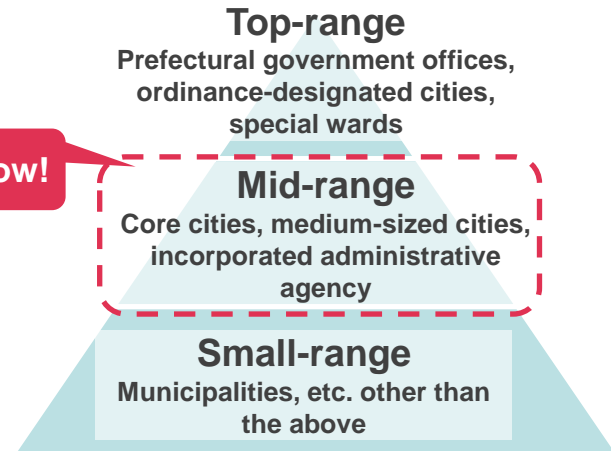 Top-range
Prefectural government offices,
ordinance-designated cities,
special wards
ow!
Mid-range
Core cities, medium-sized cities,
incorporated administrative
agency
Small-range
Municipalities, etc. other than
the above